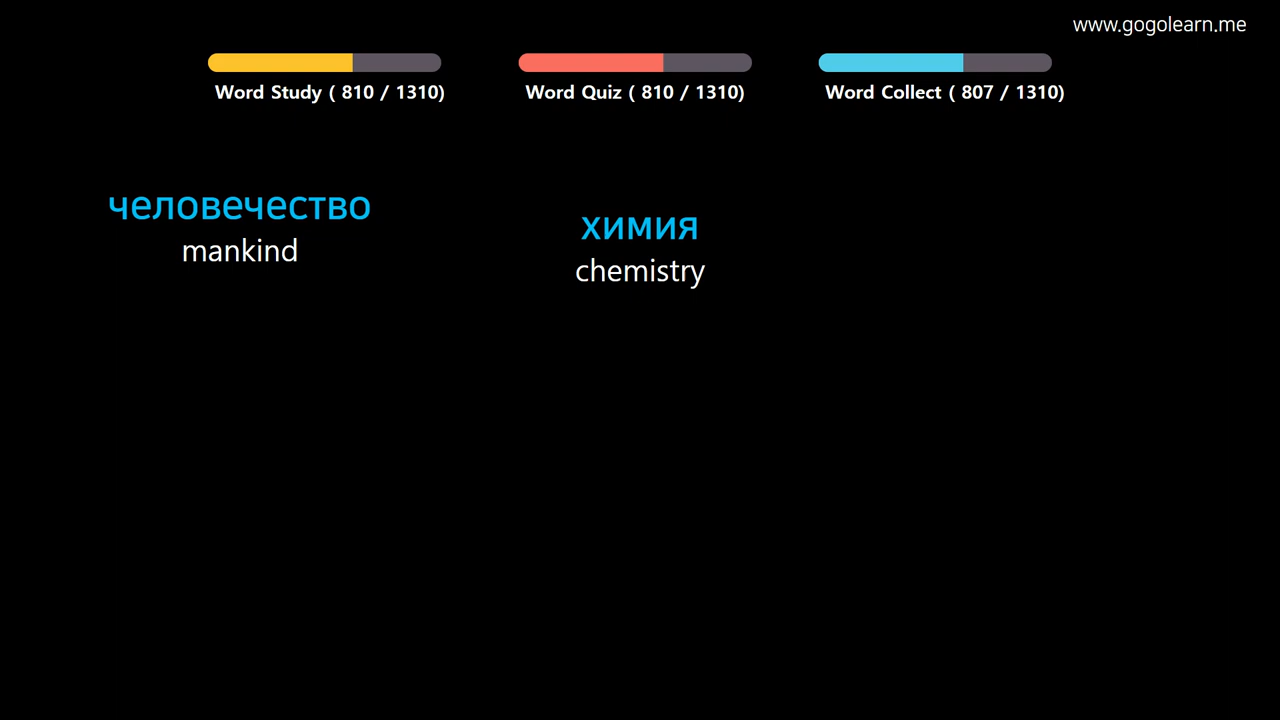 www.gogolearn.me
Word Study ( 810 / 1310)
Word Quiz ( 810 / 1310)
Word Collect ( 807 / 1310)
человечество
mankind
химия
chemistry